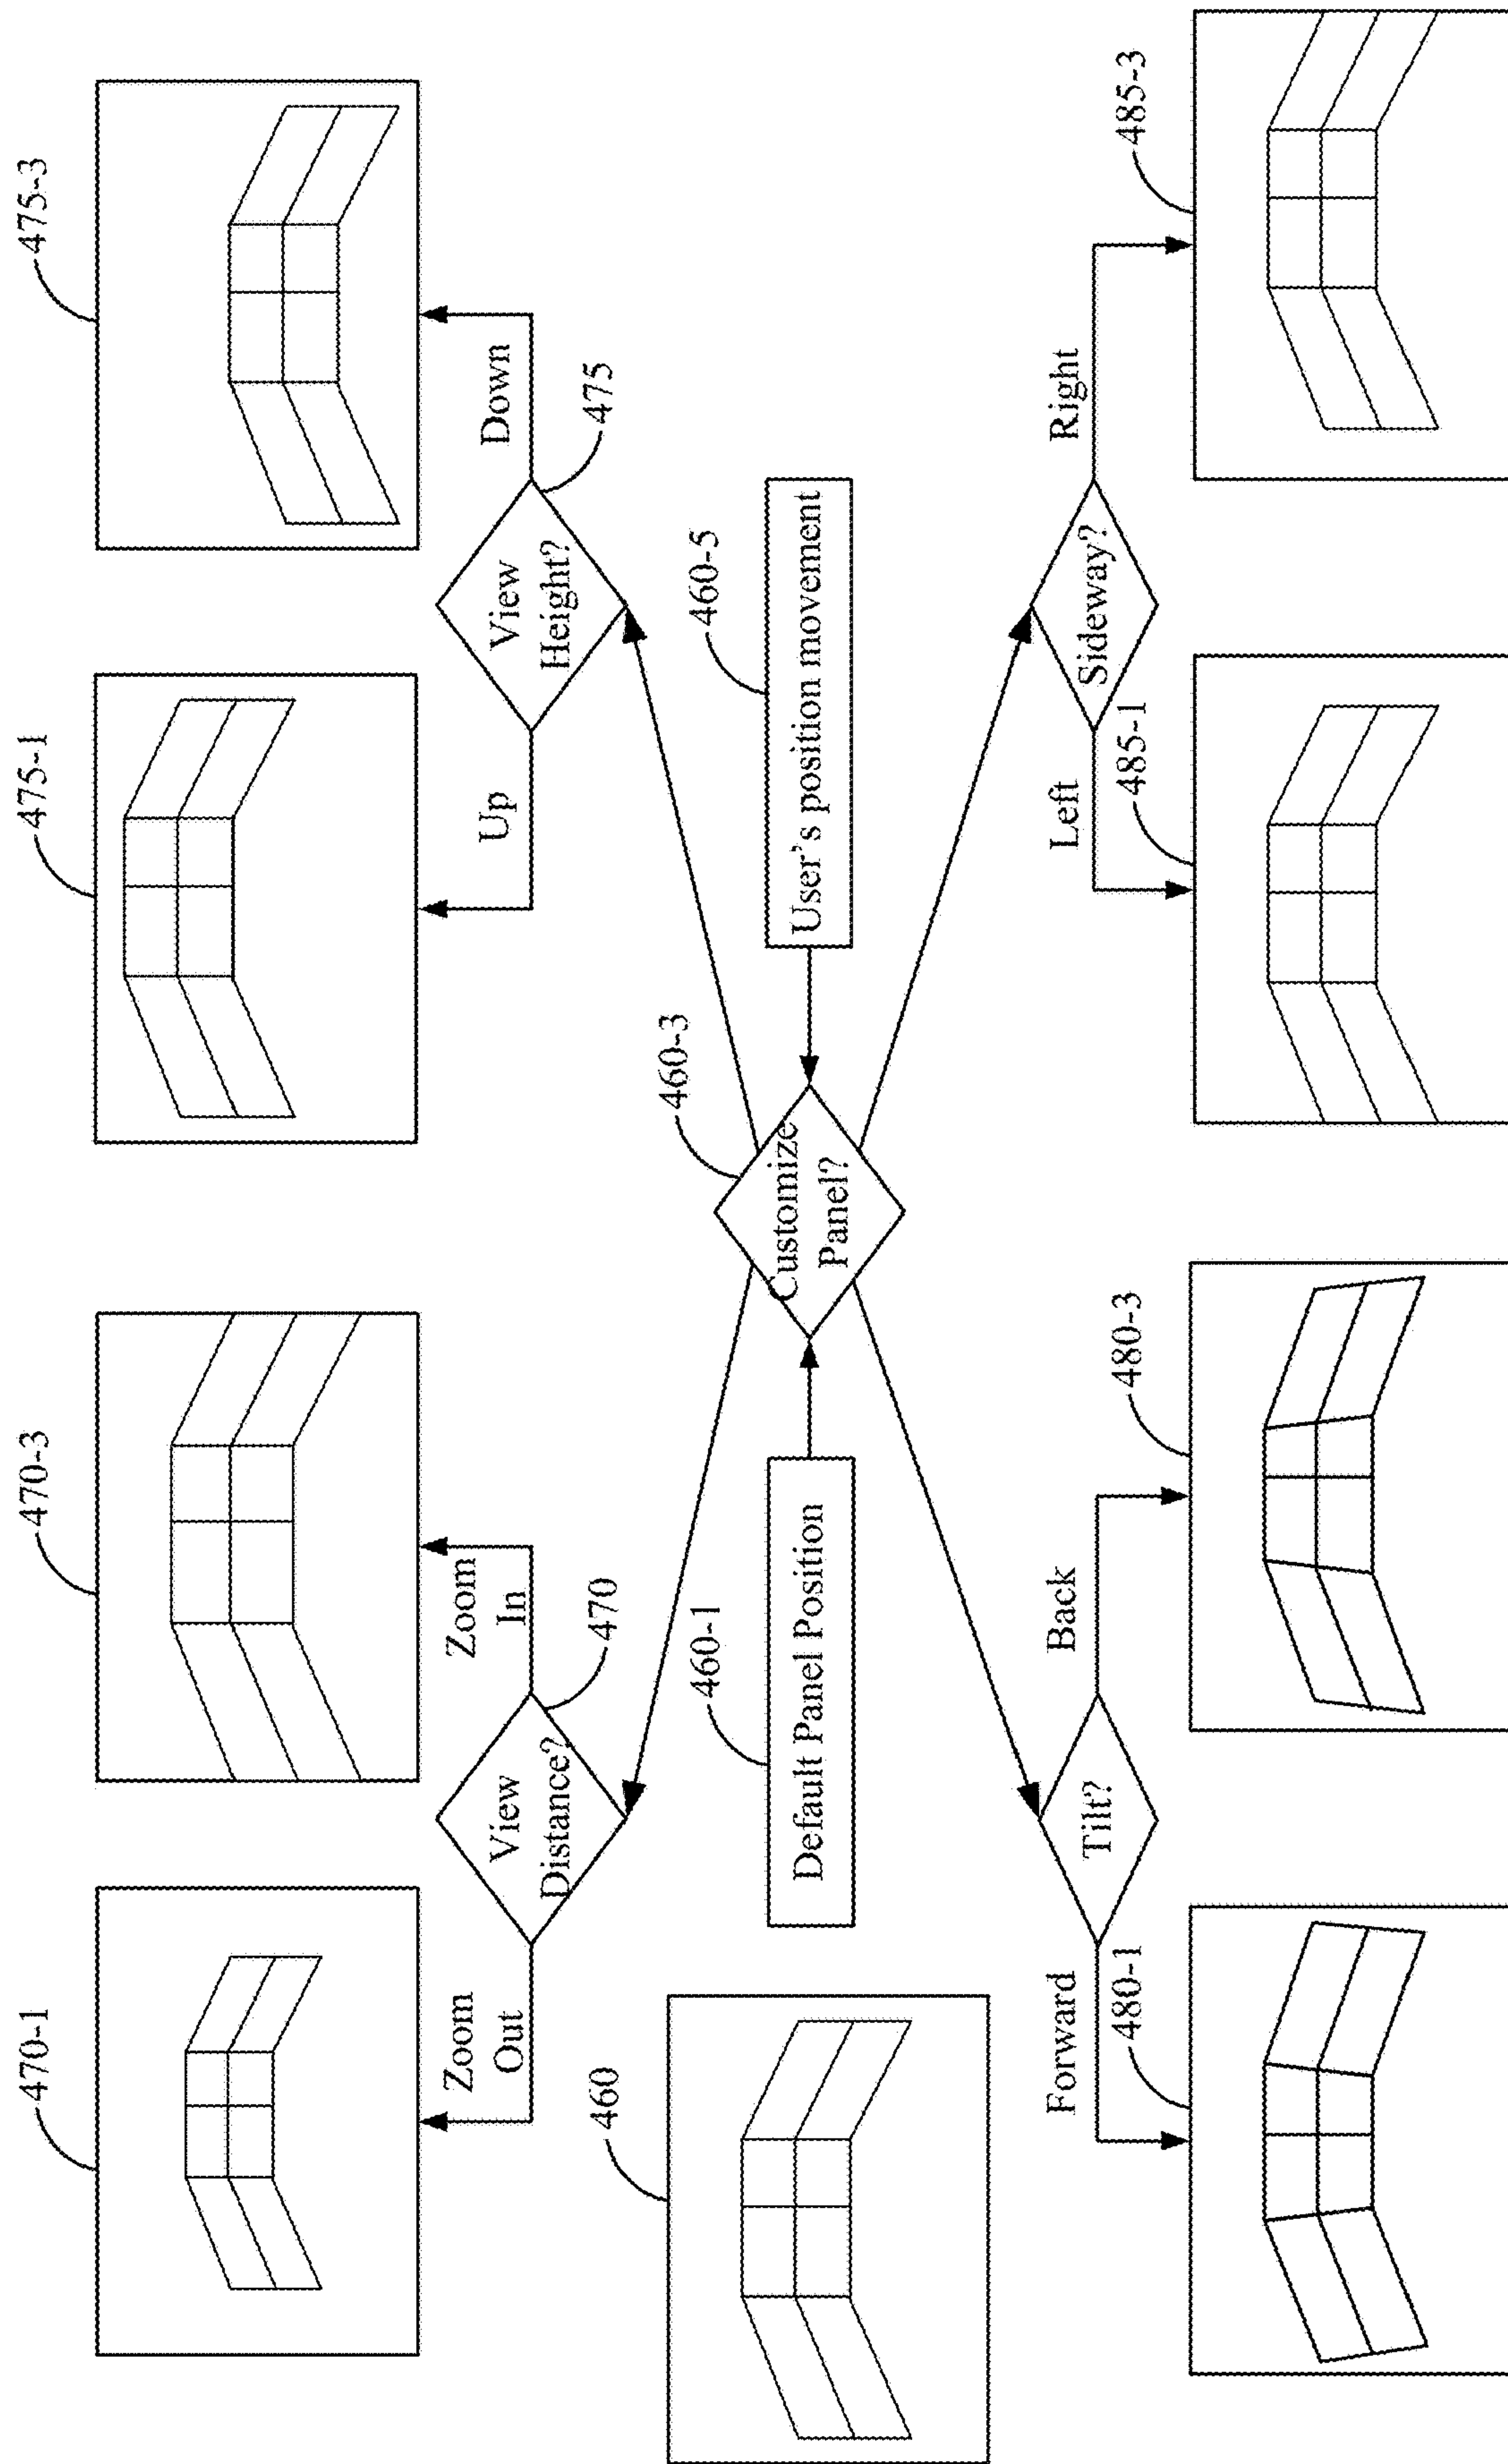 470-1
470-3
475-1
475-3
Zoom
Out
Zoom
In
Up
Down
View
Distance?
470
View
Height?
475
460
460-1
460-3
460-5
Default Panel Position
Customize
Panel?
User's position movement
Forward
Back
Left
Right
480-1
Tilt?
480-3
485-1
Sideway?
485-3